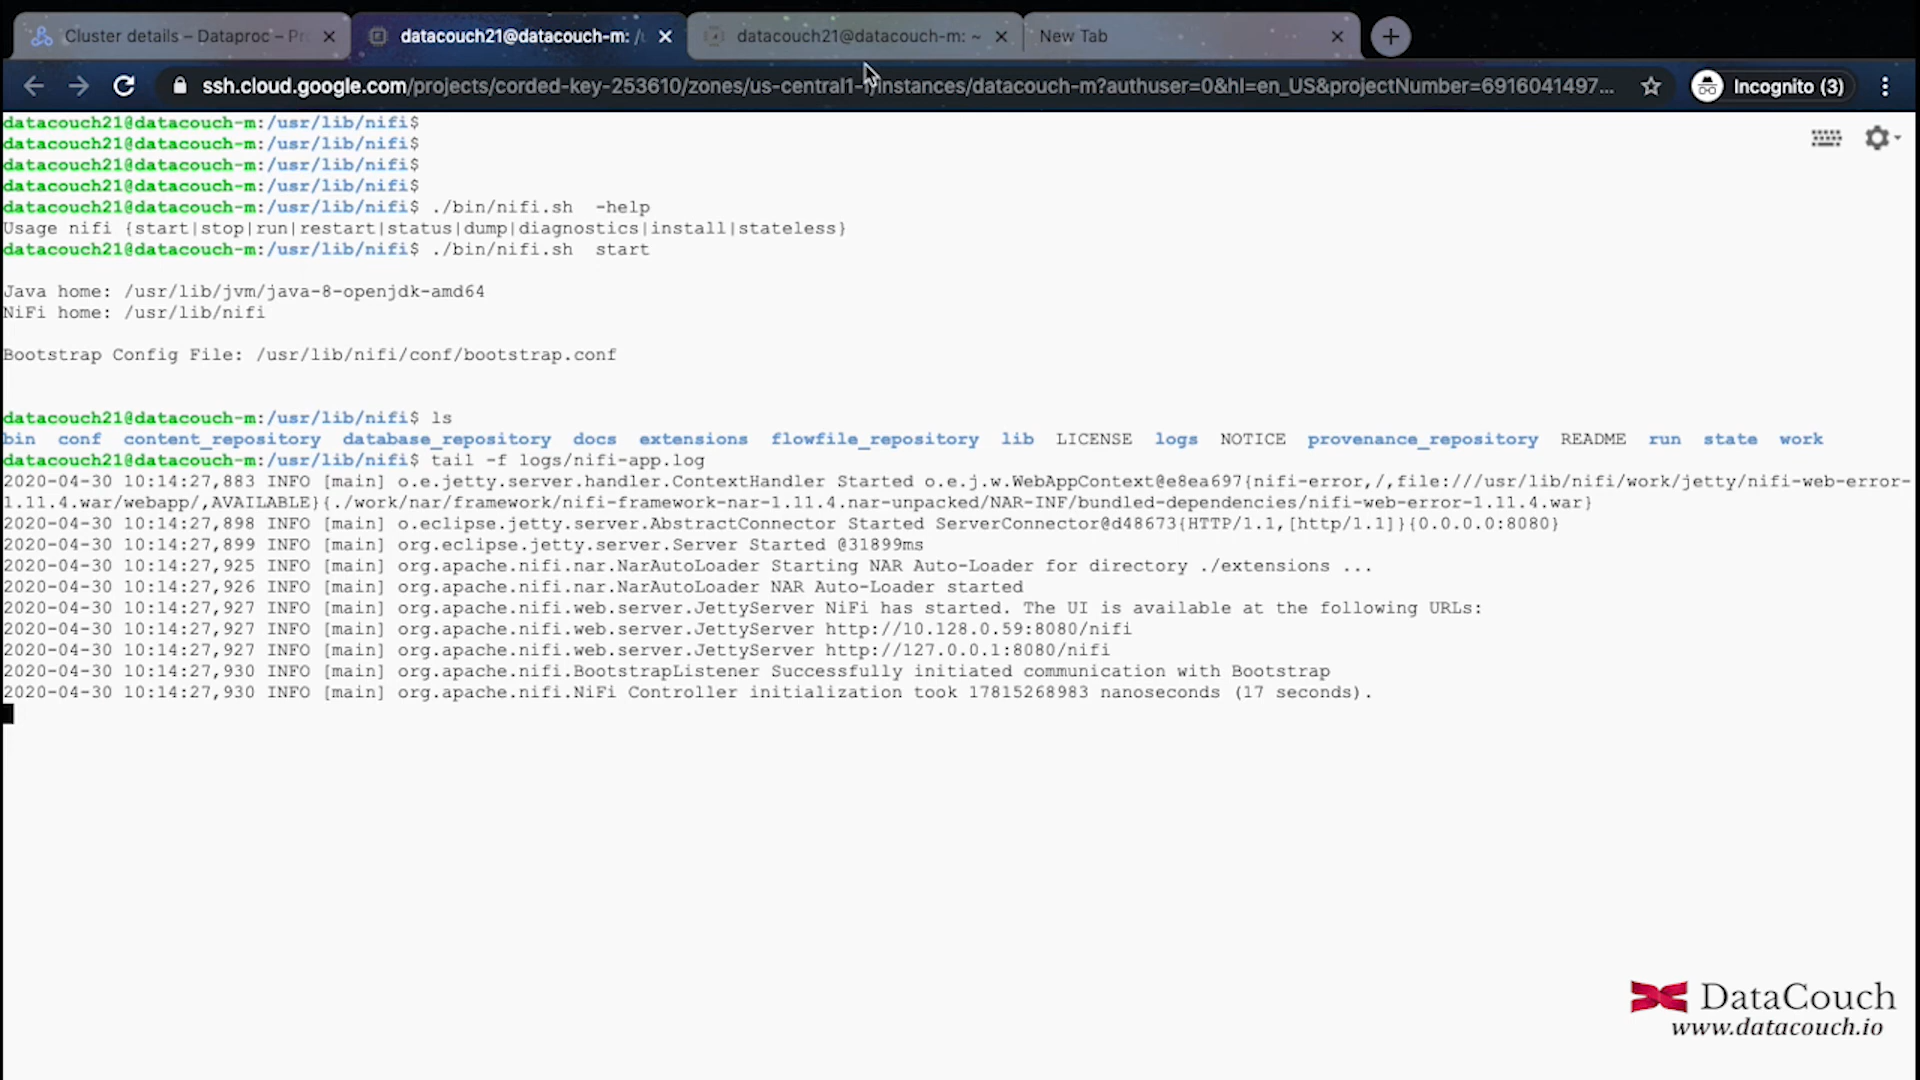 Cluster details – Dataproc – Pr
datacouch21@datacouch-m: /u
datacouch21@datacouch-m: ~
New Tab
ssh.cloud.google.com/projects/corded-key-253610/zones/us-central1-f/instances/datacouch-m?authuser=0&hl=en_US&projectNumber=6916041497...
Incognito (3)
datacouch21@datacouch-m:/usr/lib/nifi$
datacouch21@datacouch-m:/usr/lib/nifi$
datacouch21@datacouch-m:/usr/lib/nifi$
datacouch21@datacouch-m:/usr/lib/nifi$
datacouch21@datacouch-m:/usr/lib/nifi$ ./bin/nifi.sh  -help
Usage nifi {start|stop|run|restart|status|dump|diagnostics|install|stateless}
datacouch21@datacouch-m:/usr/lib/nifi$ ./bin/nifi.sh  start
Java home: /usr/lib/jvm/java-8-openjdk-amd64
NiFi home: /usr/lib/nifi
Bootstrap Config File: /usr/lib/nifi/conf/bootstrap.conf
datacouch21@datacouch-m:/usr/lib/nifi$ ls
bin  conf  content_repository  database_repository  docs  extensions  flowfile_repository  lib  LICENSE  logs  NOTICE  provenance_repository  README  run  state  work
datacouch21@datacouch-m:/usr/lib/nifi$ tail -f logs/nifi-app.log
2020-04-30 10:14:27,883 INFO [main] o.e.jetty.server.handler.ContextHandler Started o.e.j.w.WebAppContext@e8ea697{nifi-error,/,file:///usr/lib/nifi/work/jetty/nifi-web-error-
1.11.4.war/webapp/,AVAILABLE}{./work/nar/framework/nifi-framework-nar-1.11.4.nar-unpacked/NAR-INF/bundled-dependencies/nifi-web-error-1.11.4.war}
2020-04-30 10:14:27,898 INFO [main] o.eclipse.jetty.server.AbstractConnector Started ServerConnector@d48673{HTTP/1.1,[http/1.1]}{0.0.0.0:8080}
2020-04-30 10:14:27,899 INFO [main] org.eclipse.jetty.server.Server Started @31899ms
2020-04-30 10:14:27,925 INFO [main] org.apache.nifi.nar.NarAutoLoader Starting NAR Auto-Loader for directory ./extensions ...
2020-04-30 10:14:27,926 INFO [main] org.apache.nifi.nar.NarAutoLoader NAR Auto-Loader started
2020-04-30 10:14:27,927 INFO [main] org.apache.nifi.web.server.JettyServer NiFi has started. The UI is available at the following URLs:
2020-04-30 10:14:27,927 INFO [main] org.apache.nifi.web.server.JettyServer http://10.128.0.59:8080/nifi
2020-04-30 10:14:27,927 INFO [main] org.apache.nifi.web.server.JettyServer http://127.0.0.1:8080/nifi
2020-04-30 10:14:27,930 INFO [main] org.apache.nifi.BootstrapListener Successfully initiated communication with Bootstrap
2020-04-30 10:14:27,930 INFO [main] org.apache.nifi.NiFi Controller initialization took 17815268983 nanoseconds (17 seconds).
DataCouch
www.datacouch.io